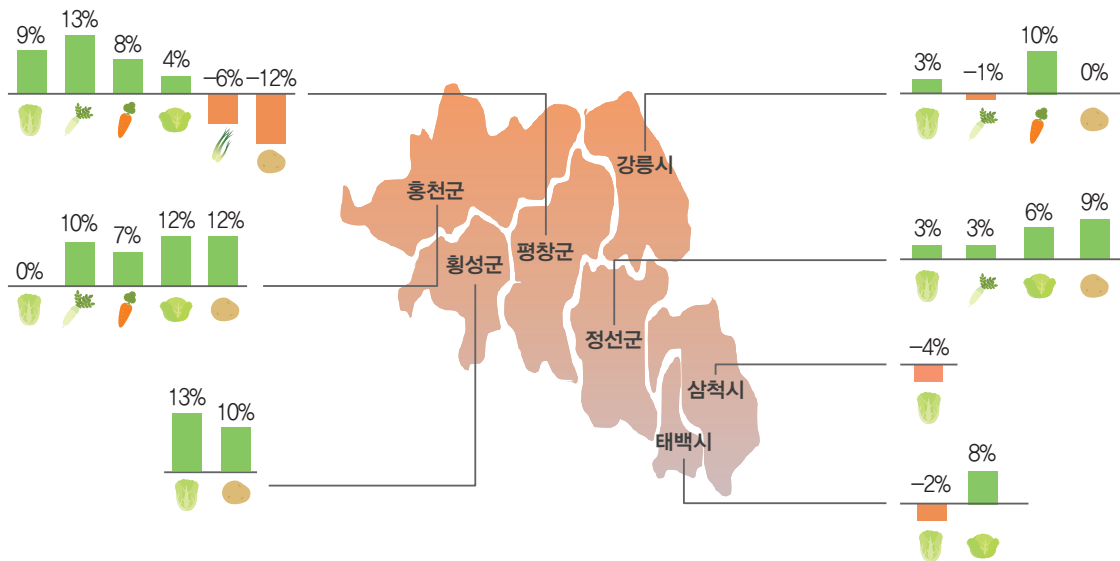 9% 13% 8% 4% –6% –12%
10%
3% –1% 0%
강릉시
홍천군
10% 7% 12% 12%
0%
평창군
횡성군
3% 3% 6% 9%
정선군
–4%
삼척시
13% 10%
태백시
–2% 8%